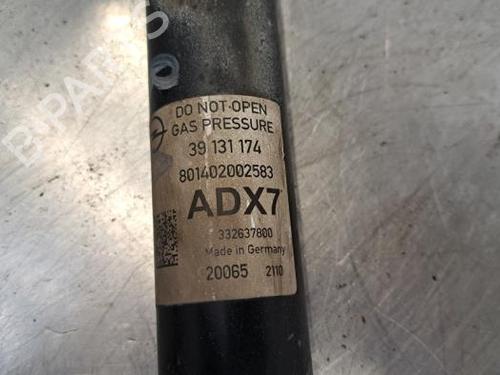 DO NOT-OPEN
GAS PRESSURE
39 131 174
801402002583
ADX7
332637800
Made in Germany
20065 2110